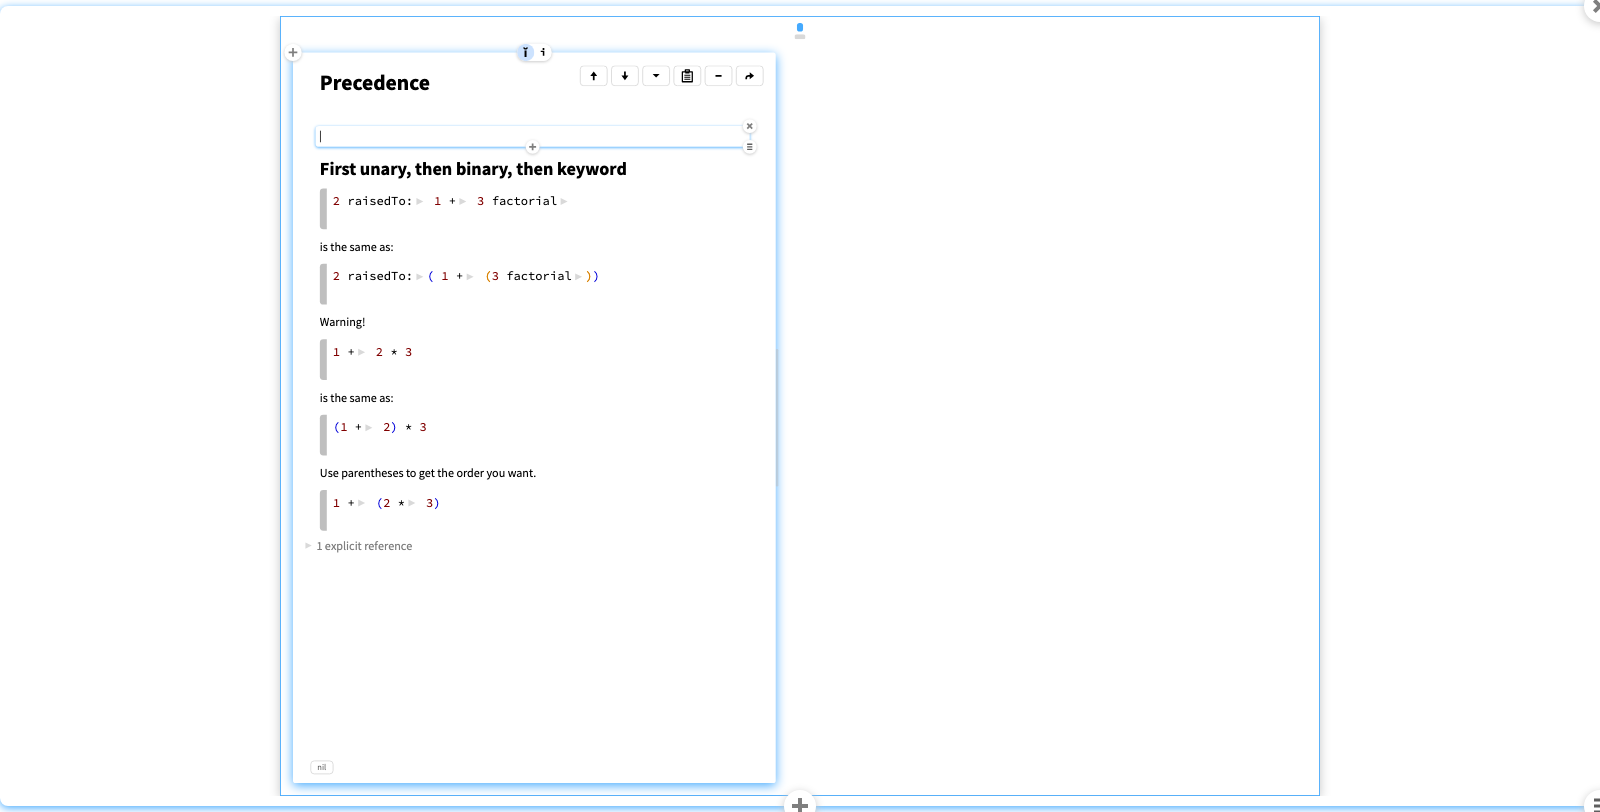 Precedence
First unary, then binary, then keyword
2 raisedTo: 1 + 3 factorial
is the same as:
2 raisedTo: ( 1 + (3 factorial ))
Warning!
1 + 2 * 3
is the same as:
(1 + 2) * 3
Use parentheses to get the order you want.
1 + (2 * 3)
1 explicit reference
nil